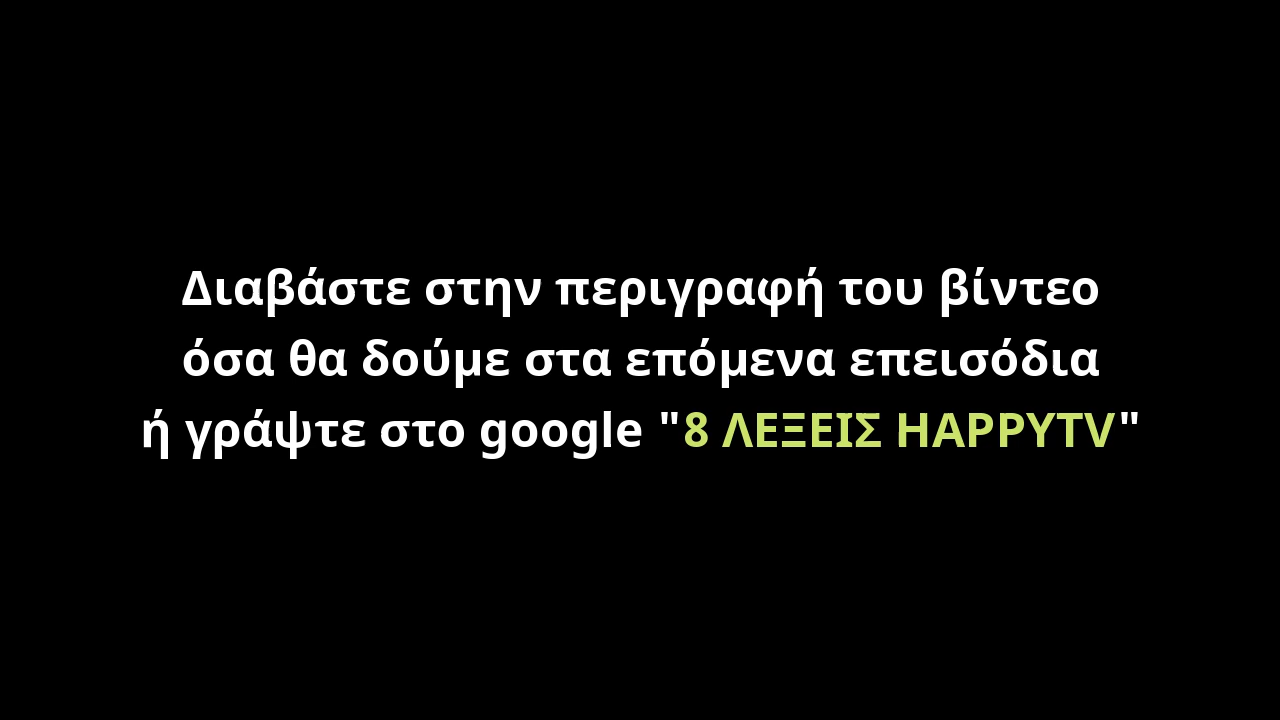 Διαβάστε στην περιγραφή του βίντεο
όσα θα δούμε στα επόμενα επεισόδια
ή γράψτε στο google "8 ΛΕΞΕΙΣ HAPPYTV"